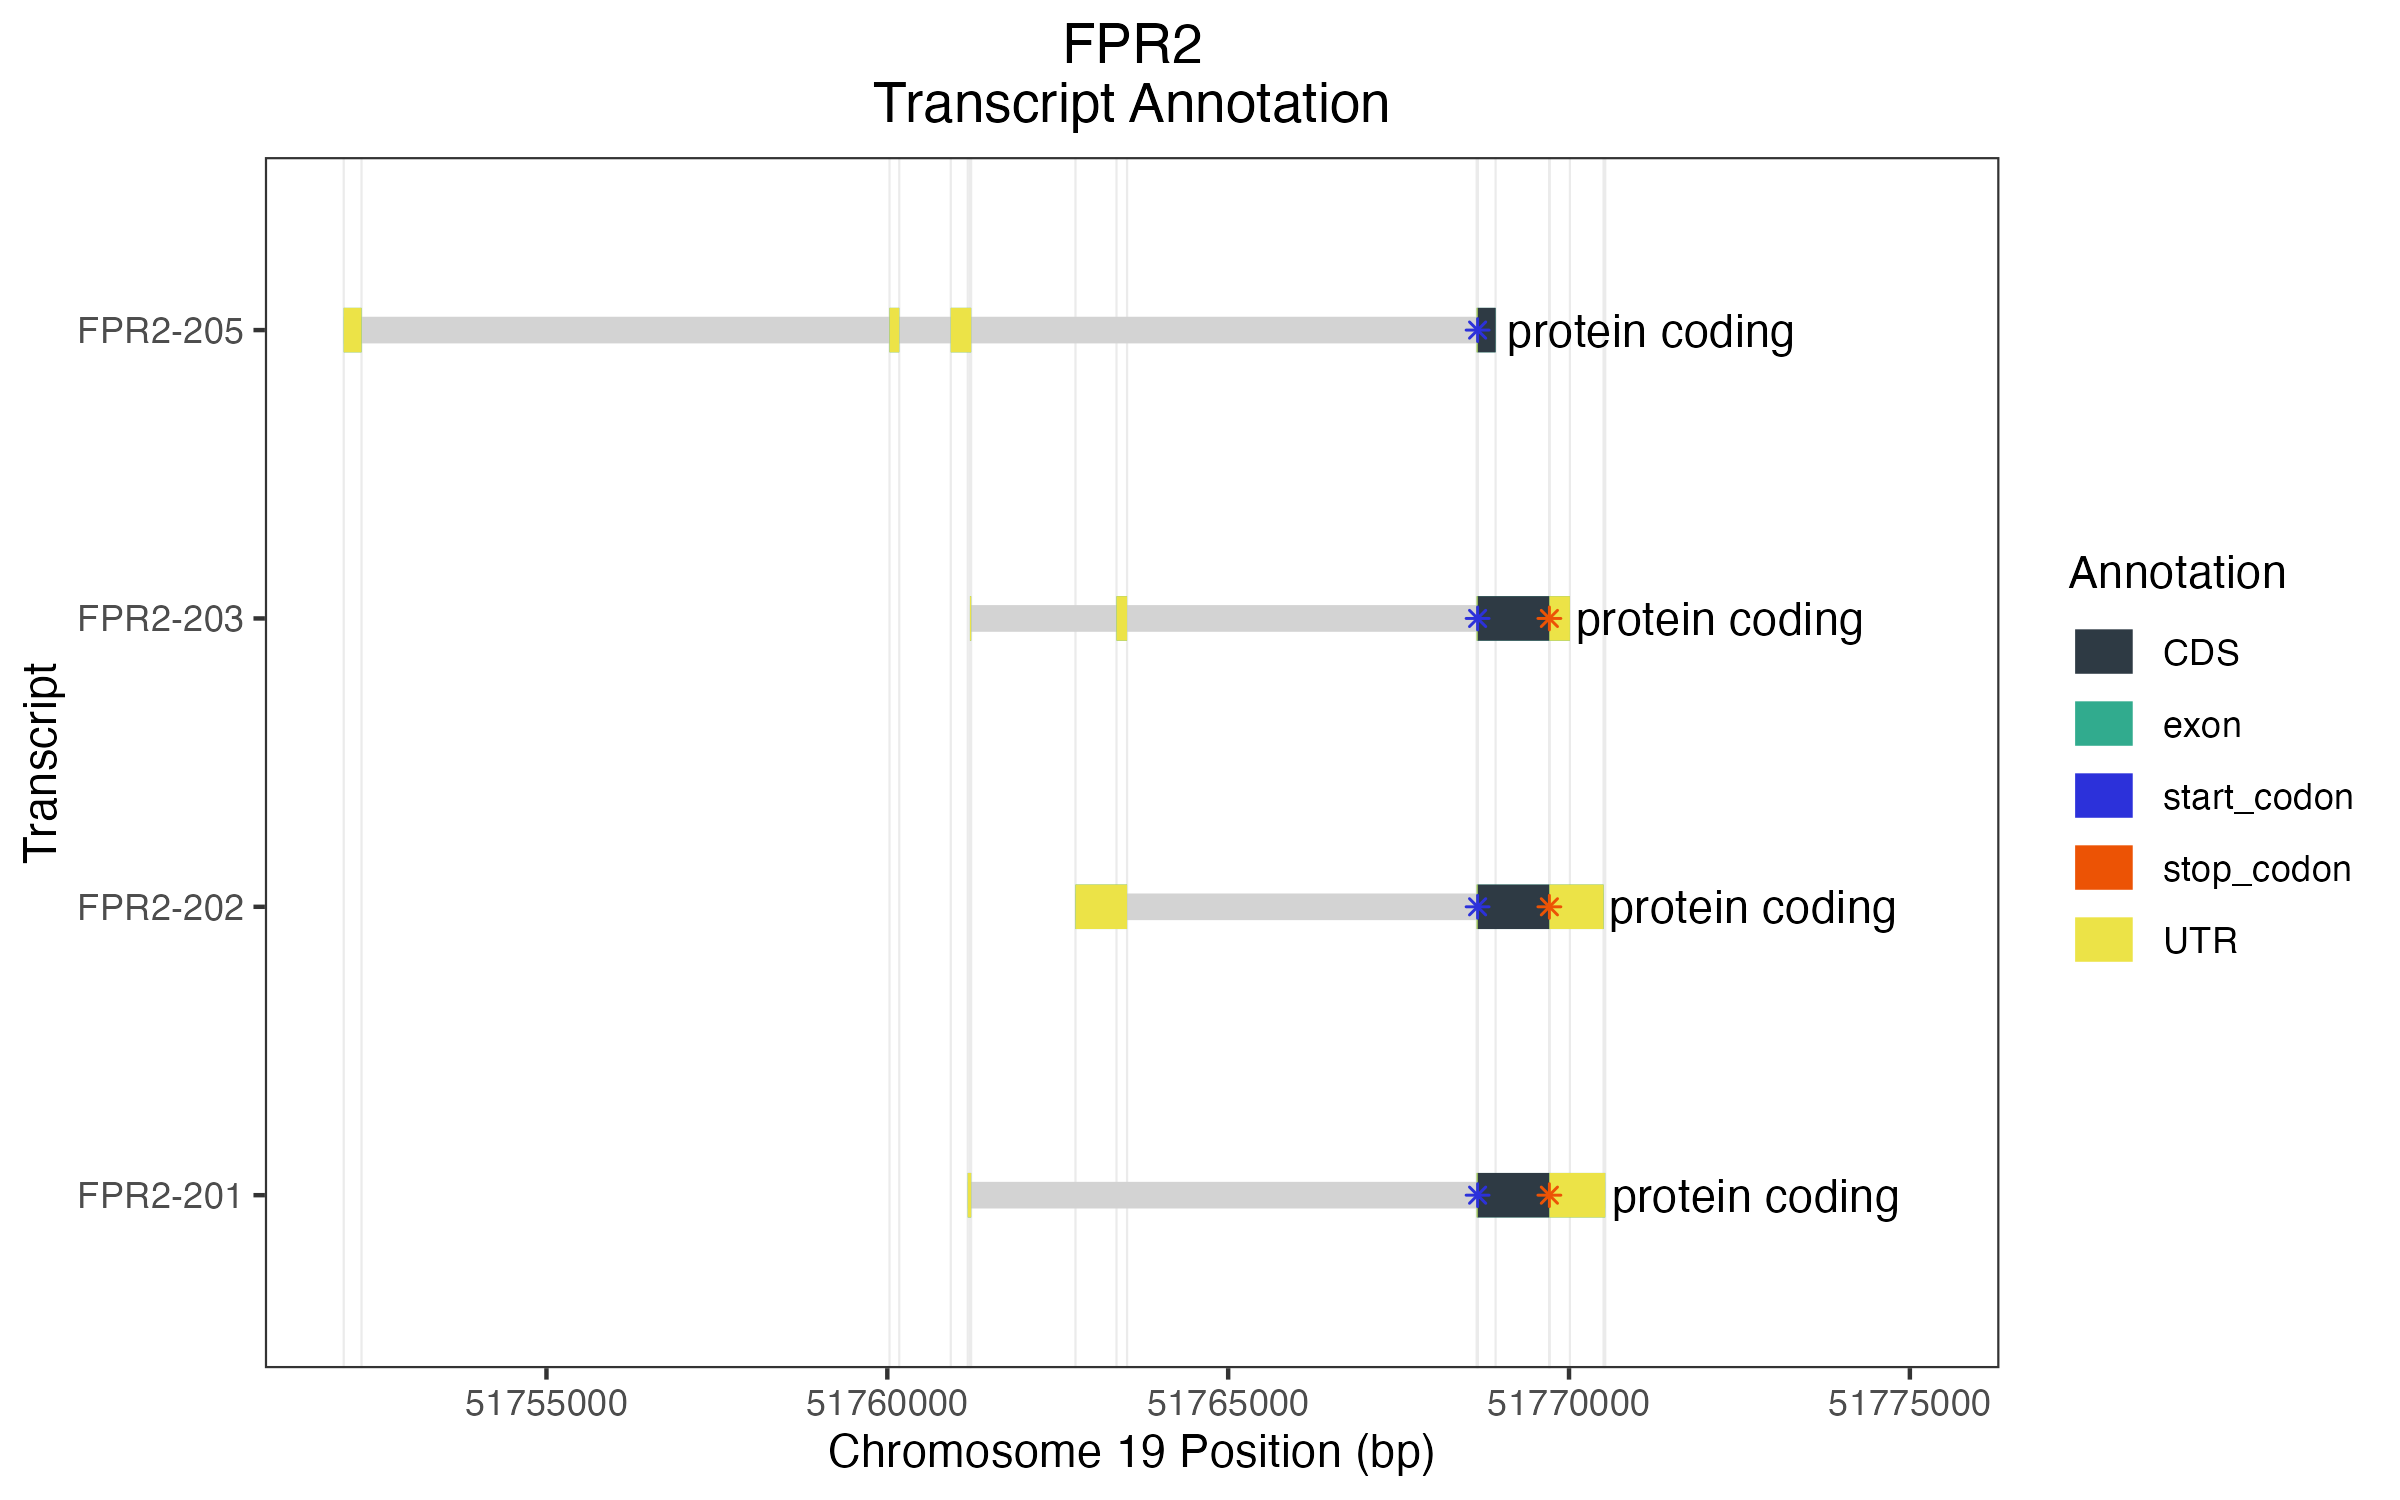 FPR2
Transcript Annotation
Transcript
FPR2-205
protein coding
FPR2-203
protein coding
FPR2-202
protein coding
FPR2-201
protein coding
51755000 51760000 51765000 51770000 51775000
Chromosome 19 Position (bp)
Annotation
CDS
exon
start_codon
stop_codon
UTR